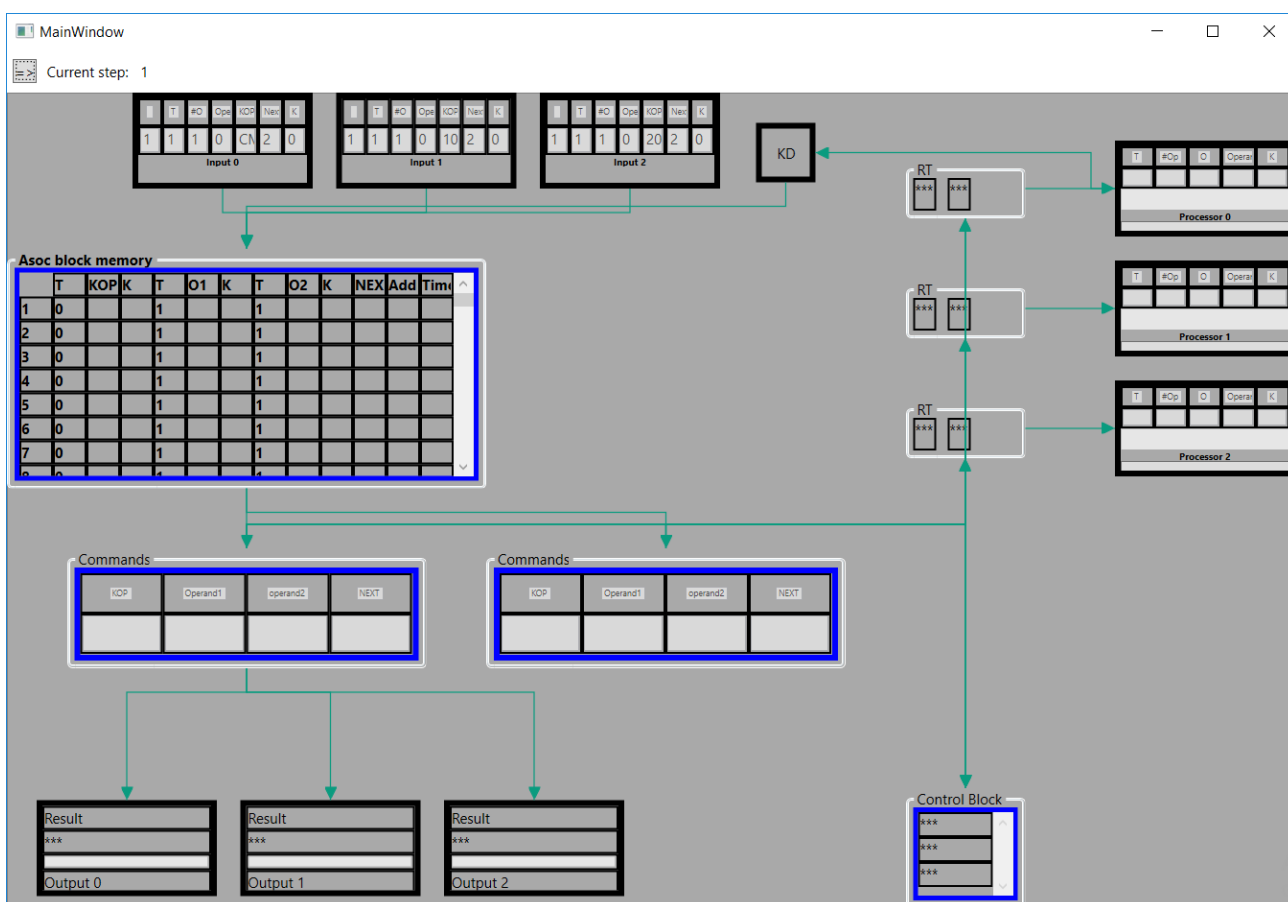 MainWindow
=> Current step: 1
T #O Ope KOP Nex K
1 1 1 0 CM 2 0
Input 0
T #O Ope KOP Nex K
1 1 1 0 10 2 0
Input 1
T #O Ope KOP Nex K
1 1 1 0 20 2 0
Input 2
KD
RT
*** ***
T #Op O Operan K
Processor 0
RT
*** ***
T #Op O Operan K
Processor 1
RT
*** ***
T #Op O Operan K
Processor 2
Asoc block memory
T KOP K T O1 K T O2 K NEX Add Time
1 0 1 1
2 0 1 1
3 0 1 1
4 0 1 1
5 0 1 1
6 0 1 1
7 0 1 1
8 0 1 1
Commands
KOP Operand1 operand2 NEXT
Commands
KOP Operand1 operand2 NEXT
Result
***
Output 0
Result
***
Output 1
Result
***
Output 2
Control Block
***
***
***